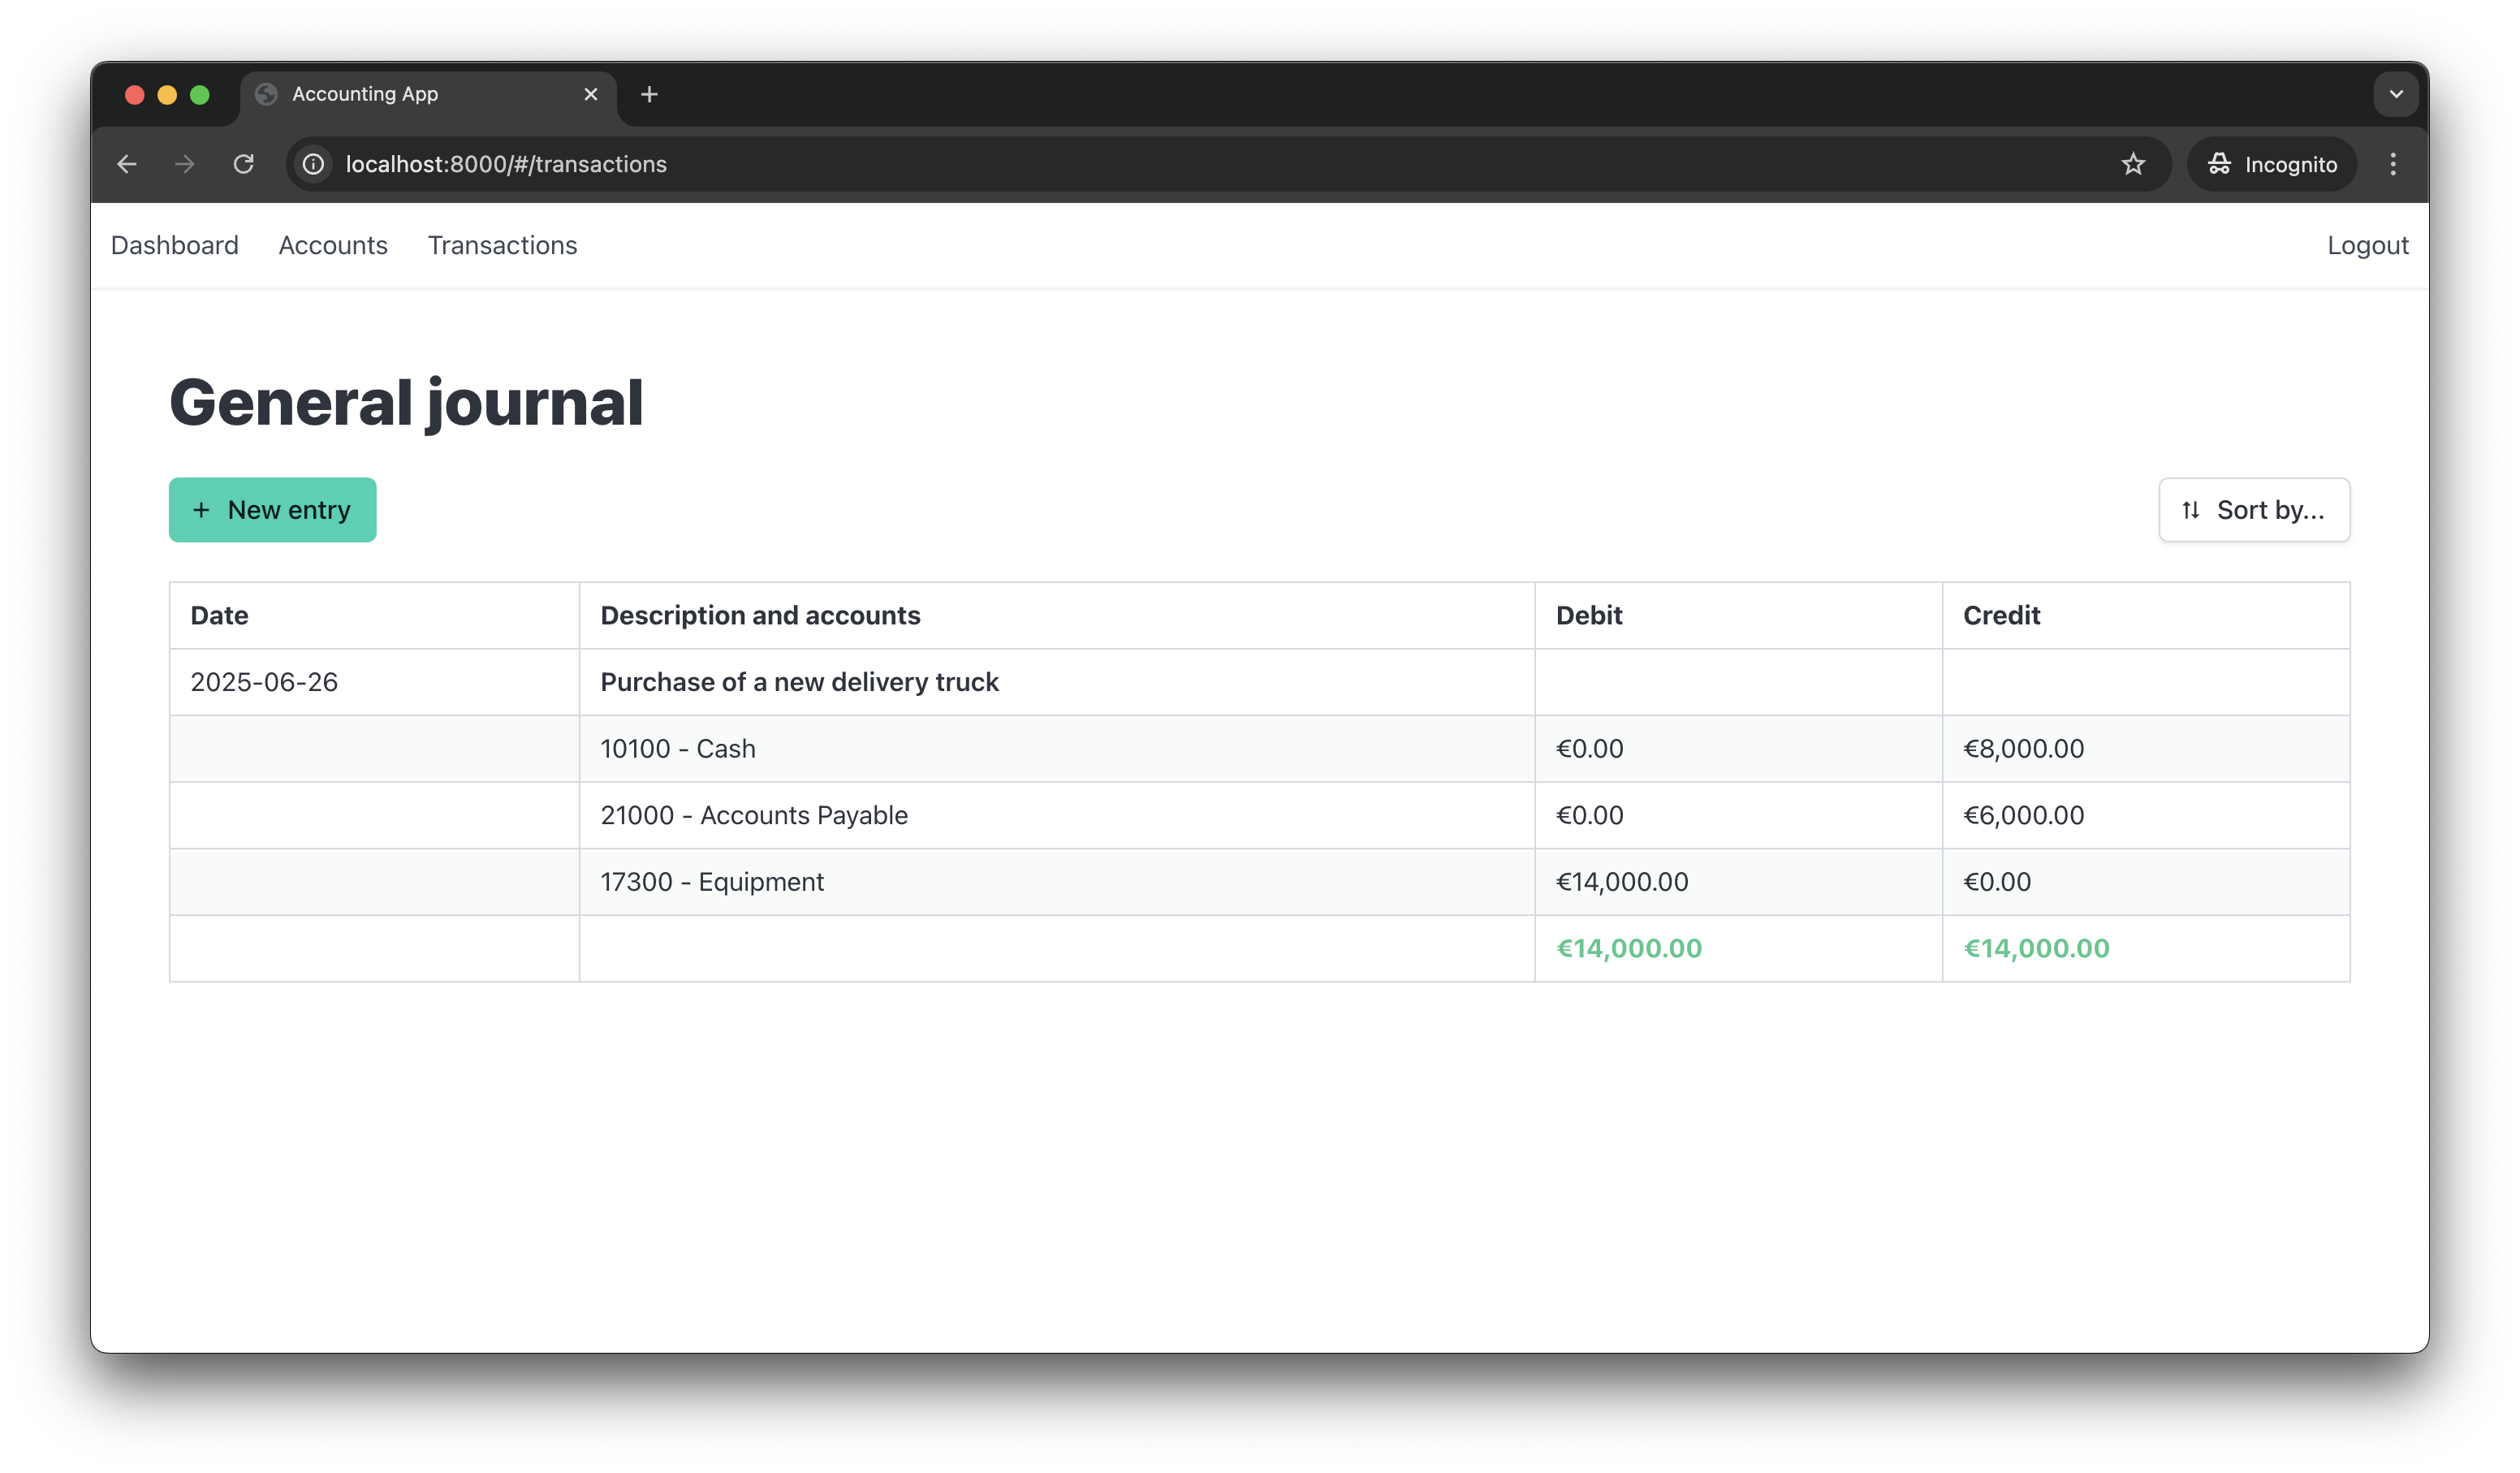 Accounting App
localhost:8000/#/transactions
Incognito
Dashboard Accounts Transactions Logout
General journal
+ New entry
Sort by...
Date Description and accounts Debit Credit
2025-06-26 Purchase of a new delivery truck
10100 - Cash €0.00 €8,000.00
21000 - Accounts Payable €0.00 €6,000.00
17300 - Equipment €14,000.00 €0.00
€14,000.00 €14,000.00